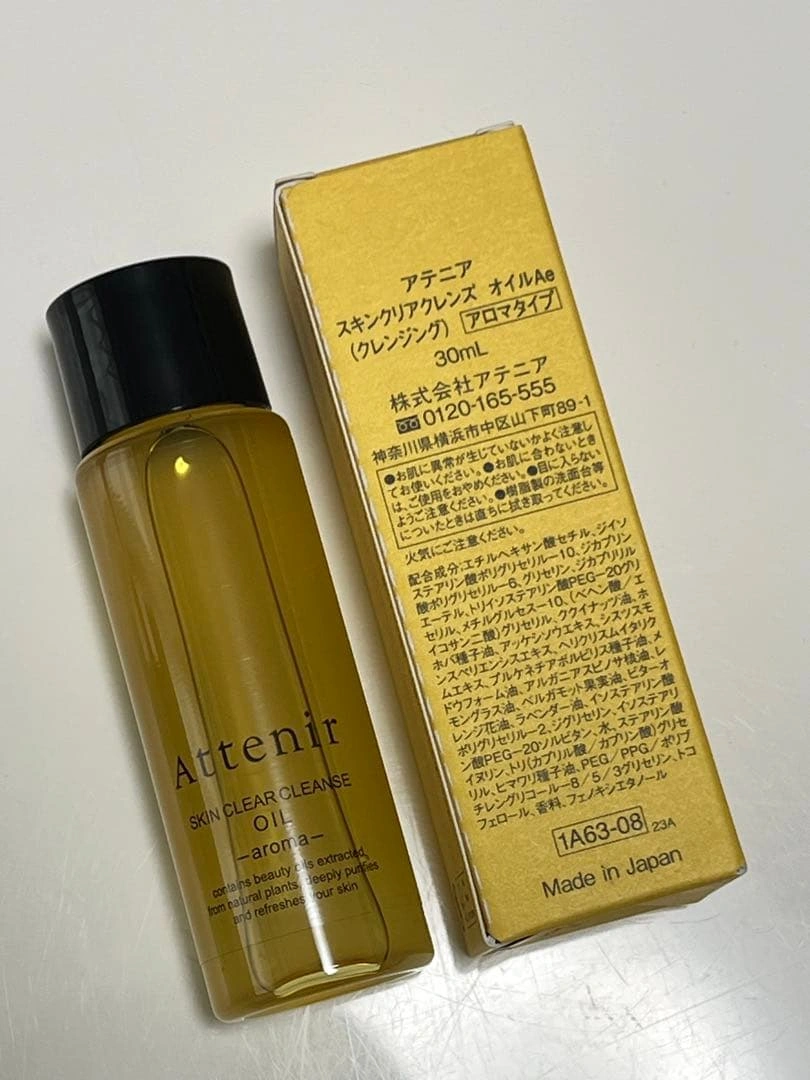 Attenir
SKIN CLEAR CLEANSE
OIL
–aroma–
contains beauty oils extracted
from natural plants, deeply purifies
and refreshes your skin
アテニア
スキンクリアクレンズ オイルAe
(クレンジング) アロマタイプ
30mL
株式会社アテニア
0120-165-555
神奈川県横浜市中区山下町89-1
●お肌に異常が生じていないかよく注意し
てお使いください。●お肌に合わないとき
は、ご使用をおやめください。●目に入らない
ようご注意ください。●樹脂製の洗面台等
についたときは直ちに拭き取ってください。
火気にご注意ください。
配合成分:エチルヘキサン酸セチル、ジイソ
ステアリン酸ポリグリセリル-10、ジカプリン
酸ポリグリセリル-6、グリセリン、ジカプリリル
エーテル、トリイソステアリン酸PEG-20グリ
セリル、メチルグルセス-10、(ベヘン酸/エ
イコサン二酸)グリセリル、ククイナッツ油、ホ
ホバ種子油、アッケシソウエキス、シスツスモ
ンスペリエンシスエキス、ヘリクリスムイタリク
ムエキス、プルケネチアボルビリス種子油、メ
ドウフォーム油、アルガニアスピノサ核油、レ
モングラス油、ベルガモット果実油、ビターオ
レンジ花油、ラベンダー油、イソステアリン酸
ポリグリセリル-2、ジグリセリン、イソステアリ
ン酸PEG-20ソルビタン、水、ステアリン酸
イヌリン、トリ(カプリル酸/カプリン酸)グリセ
リル、ヒマワリ種子油、PEG/PPG/ポリブ
チレングリコール-8/5/3グリセリン、トコ
フェロール、香料、フェノキシエタノール
1A63-08 23A
Made in Japan